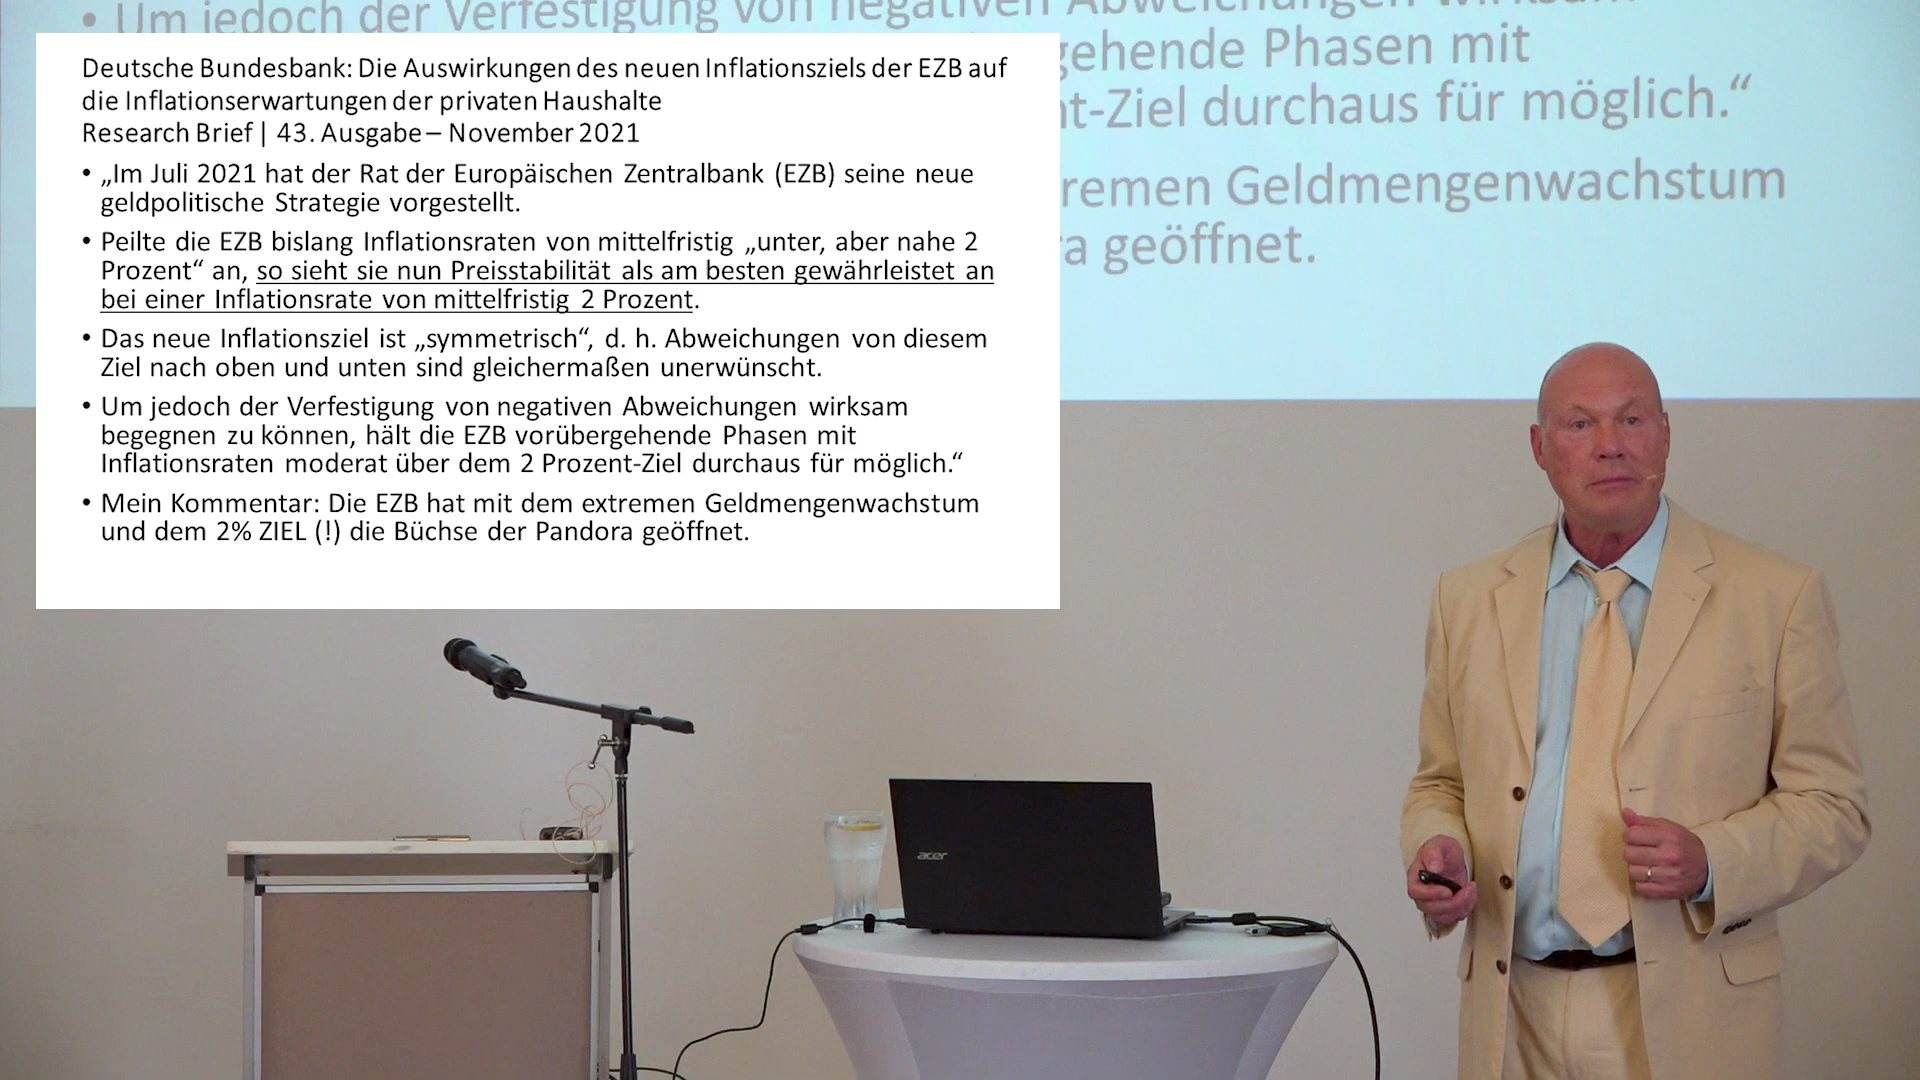 Um jedoch der Verfestigung von negativen Abweichungen wirksam
gehende Phasen mit
nt-Ziel durchaus für möglich.“
remen Geldmengenwachstum
a geöffnet.
Deutsche Bundesbank: Die Auswirkungen des neuen Inflationsziels der EZB auf
die Inflationserwartungen der privaten Haushalte
Research Brief | 43. Ausgabe – November 2021
• „Im Juli 2021 hat der Rat der Europäischen Zentralbank (EZB) seine neue
geldpolitische Strategie vorgestellt.
• Peilte die EZB bislang Inflationsraten von mittelfristig „unter, aber nahe 2
Prozent“ an, so sieht sie nun Preisstabilität als am besten gewährleistet an
bei einer Inflationsrate von mittelfristig 2 Prozent.
• Das neue Inflationsziel ist „symmetrisch“, d. h. Abweichungen von diesem
Ziel nach oben und unten sind gleichermaßen unerwünscht.
• Um jedoch der Verfestigung von negativen Abweichungen wirksam
begegnen zu können, hält die EZB vorübergehende Phasen mit
Inflationsraten moderat über dem 2 Prozent-Ziel durchaus für möglich.“
• Mein Kommentar: Die EZB hat mit dem extremen Geldmengenwachstum
und dem 2% ZIEL (!) die Büchse der Pandora geöffnet.
acer